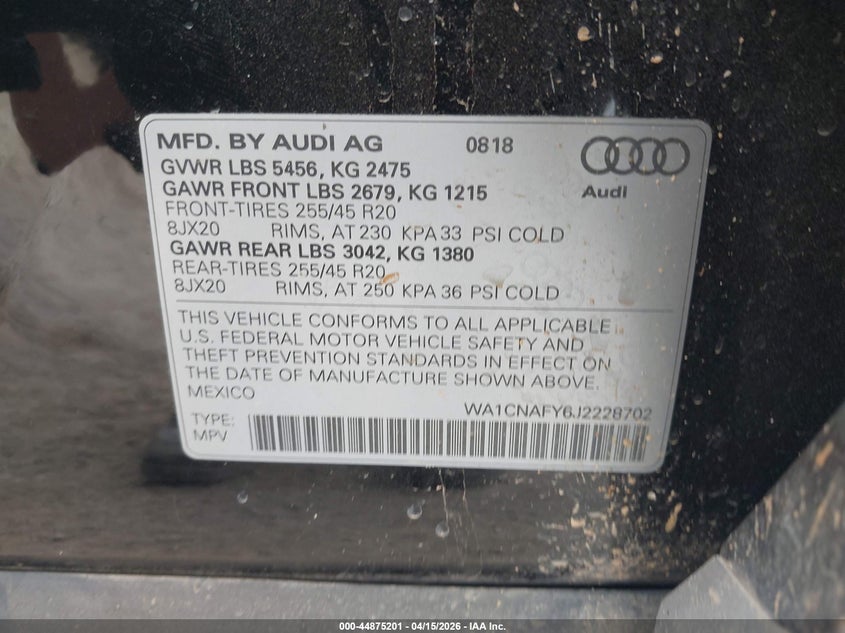 MFD. BY AUDI AG 0818
GVWR LBS 5456, KG 2475
GAWR FRONT LBS 2679, KG 1215
Audi
FRONT-TIRES 255/45 R20
8JX20 RIMS, AT 230 KPA 33 PSI COLD
GAWR REAR LBS 3042, KG 1380
REAR-TIRES 255/45 R20
8JX20 RIMS, AT 250 KPA 36 PSI COLD
THIS VEHICLE CONFORMS TO ALL APPLICABLE
U.S. FEDERAL MOTOR VEHICLE SAFETY AND
THEFT PREVENTION STANDARDS IN EFFECT ON
THE DATE OF MANUFACTURE SHOWN ABOVE.
MEXICO
WA1CNAFY6J2228702
TYPE:
MPV
000-44875201 - 04/15/2026 - IAA Inc.